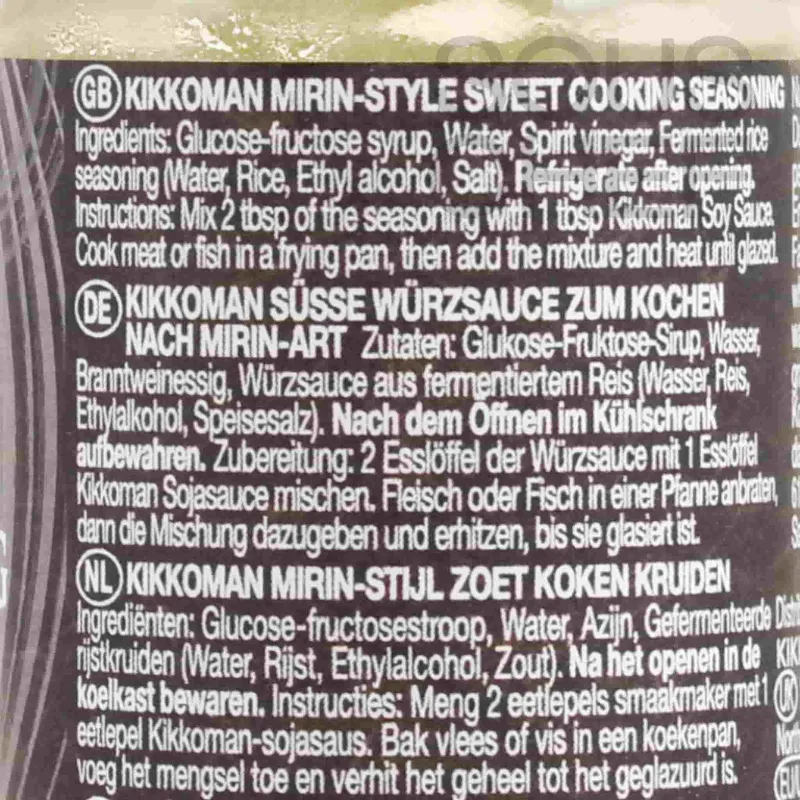 GB KIKKOMAN MIRIN-STYLE SWEET COOKING SEASONING
Ingredients: Glucose-fructose syrup, Water, Spirit vinegar, Fermented rice
seasoning (Water, Rice, Ethyl alcohol, Salt). Refrigerate after opening.
Instructions: Mix 2 tbsp of the seasoning with 1 tbsp Kikkoman Soy Sauce.
Cook meat or fish in a frying pan, then add the mixture and heat until glazed.
DE KIKKOMAN SÜSSE WÜRZSAUCE ZUM KOCHEN
NACH MIRIN-ART Zutaten: Glukose-Fruktose-Sirup, Wasser,
Branntweinessig, Würzsauce aus fermentiertem Reis (Wasser, Reis,
Ethylalkohol, Speisesalz). Nach dem Öffnen im Kühlschrank
aufbewahren. Zubereitung: 2 Esslöffel der Würzsauce mit 1 Esslöffel
Kikkoman Sojasauce mischen. Fleisch oder Fisch in einer Pfanne anbraten,
dann die Mischung dazugeben und erhitzen, bis sie glasiert ist.
NL KIKKOMAN MIRIN-STIJL ZOET KOKEN KRUIDEN
Ingrediënten: Glucose-fructosestroop, Water, Azijn, Gefermenteerde
rijstkruiden (Water, Rijst, Ethylalcohol, Zout). Na het openen in de
koelkast bewaren. Instructies: Meng 2 eetlepels smaakmaker met 1
eetlepel Kikkoman-sojasaus. Bak vlees of vis in een koekenpan,
voeg het mengsel toe en verhit het geheel tot het geglazuurd is.